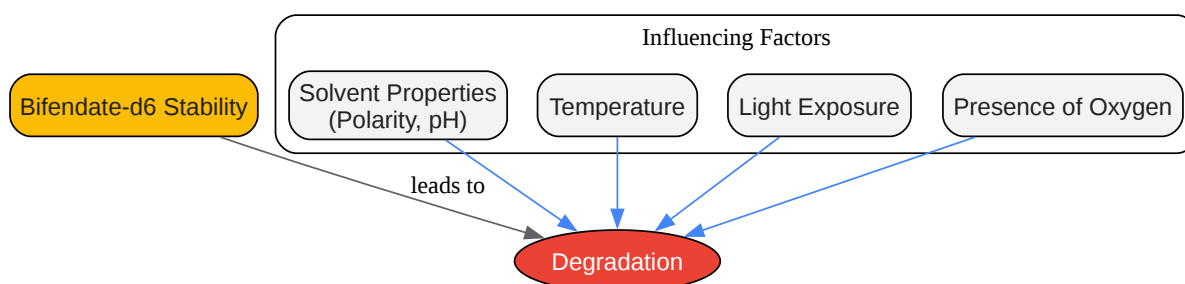 Influencing Factors
Bifendate-d6 Stability
Solvent Properties
(Polarity, pH)
Temperature
Light Exposure
Presence of Oxygen
leads to
Degradation